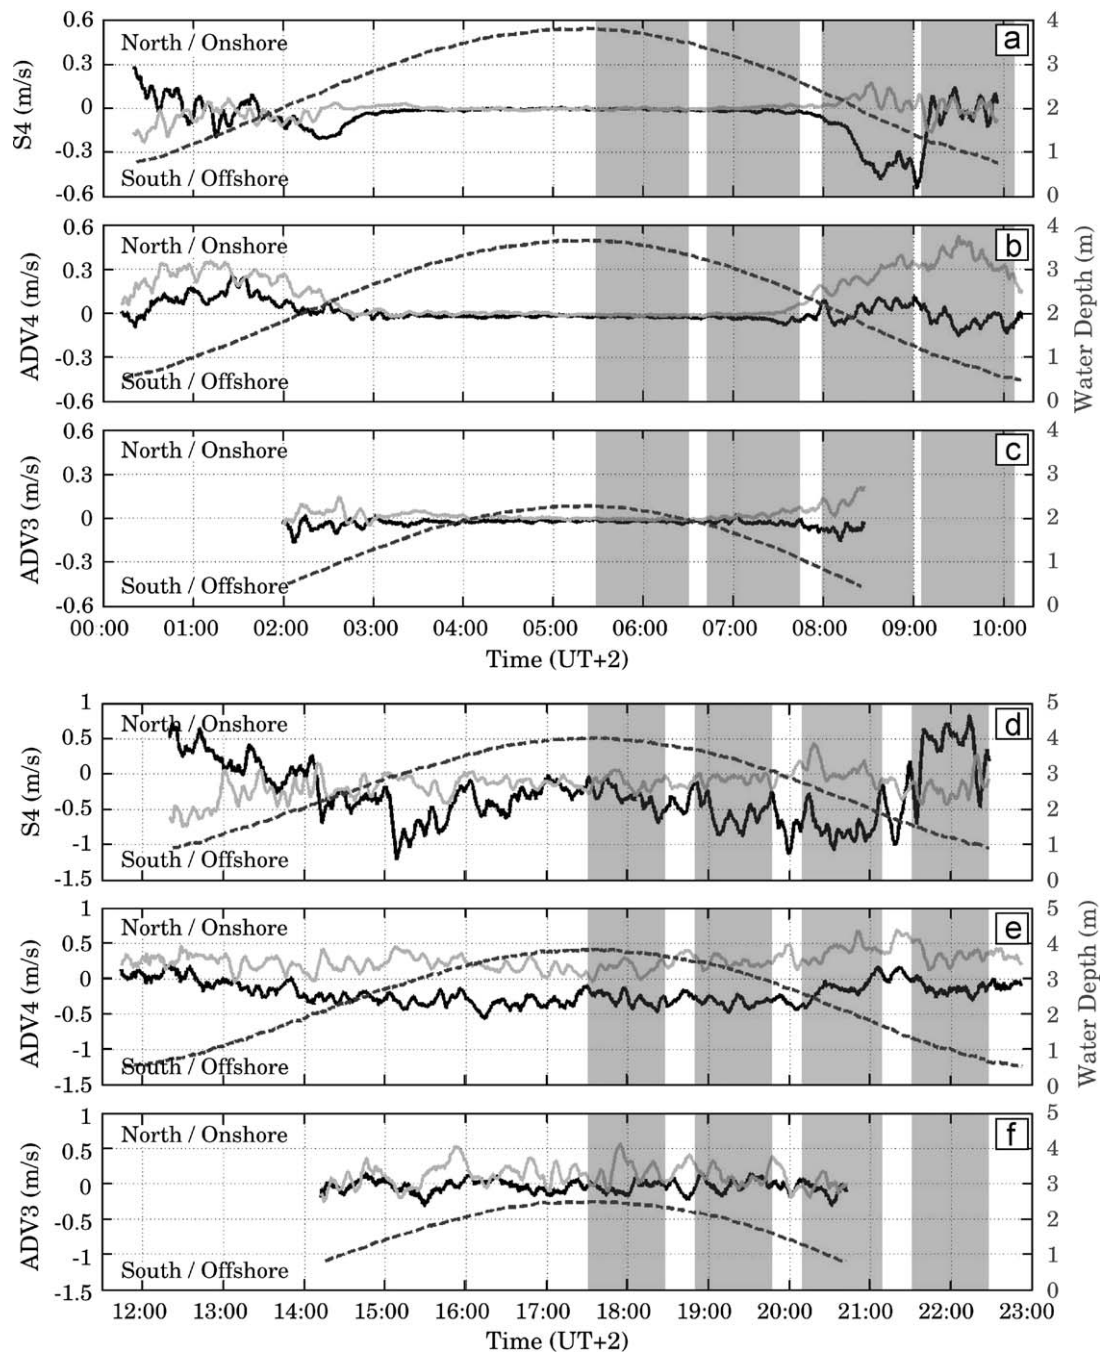 0.6
0.3
0
-0.3
-0.6
S4 (m/s)
North / Onshore
South / Offshore
a
4
3
2
1
0
0.6
0.3
0
-0.3
-0.6
ADV4 (m/s)
North / Onshore
South / Offshore
b
4
3
2
1
0
Water Depth (m)
0.6
0.3
0
-0.3
-0.6
ADV3 (m/s)
North / Onshore
South / Offshore
c
4
3
2
1
0
00:00 01:00 02:00 03:00 04:00 05:00 06:00 07:00 08:00 09:00 10:00
Time (UT+2)
1
0.5
0
-0.5
-1
-1.5
S4 (m/s)
North / Onshore
South / Offshore
d
5
4
3
2
1
0
1
0.5
0
-0.5
-1
-1.5
ADV4 (m/s)
North / Onshore
South / Offshore
e
5
4
3
2
1
0
Water Depth (m)
1
0.5
0
-0.5
-1
-1.5
ADV3 (m/s)
North / Onshore
South / Offshore
f
5
4
3
2
1
0
12:00 13:00 14:00 15:00 16:00 17:00 18:00 19:00 20:00 21:00 22:00 23:00
Time (UT+2)